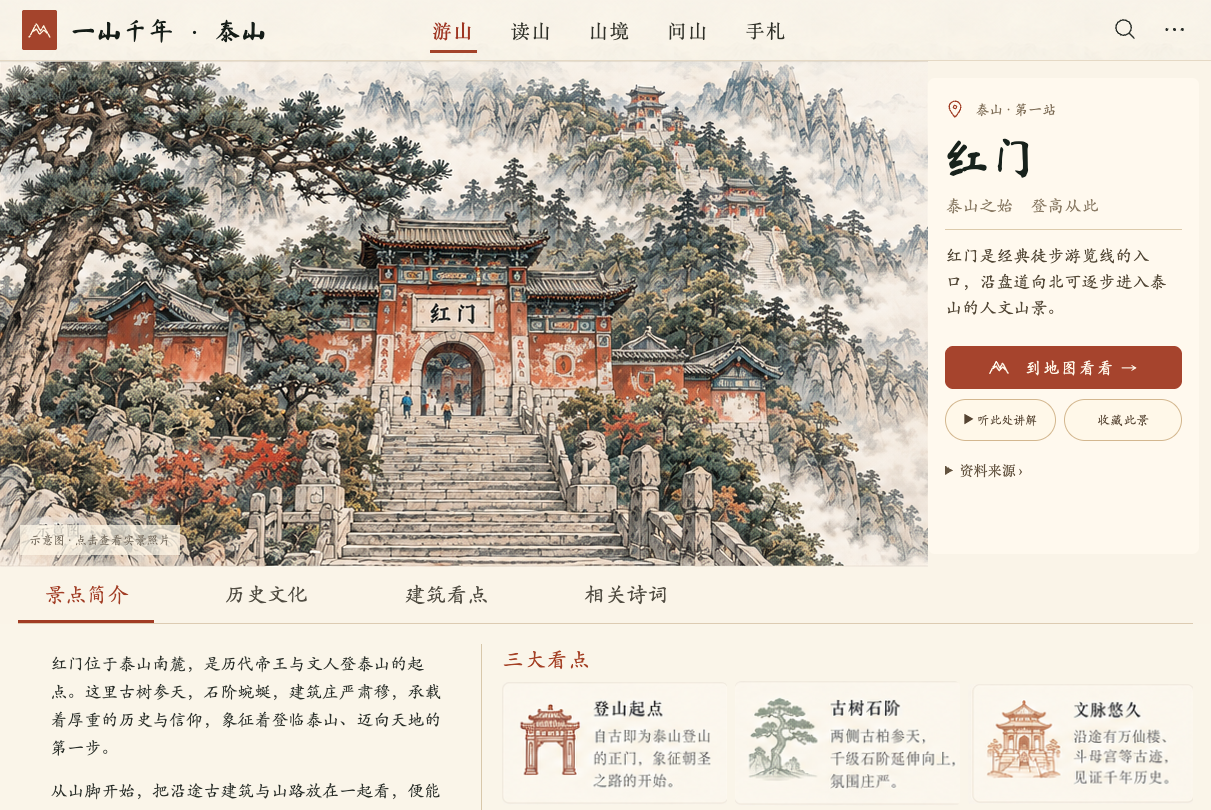 一山千年 · 泰山
游山 读山 山境 问山 手札
泰山 · 第一站
红门
泰山之始 登高从此
红门是经典徒步游览线的入
口，沿盘道向北可逐步进入泰
山的人文山景。
到地图看看 →
▶ 听此处讲解
收藏此景
▶ 资料来源 ›
红门
示意图
示意图 · 点击查看实景照片
景点简介 历史文化 建筑看点 相关诗词
红门位于泰山南麓，是历代帝王与文人登泰山的起
点。这里古树参天，石阶蜿蜒，建筑庄严肃穆，承载
着厚重的历史与信仰，象征着登临泰山、迈向天地的
第一步。
从山脚开始，把沿途古建筑与山路放在一起看，便能
三大看点
登山起点
自古即为泰山登山
的正门，象征朝圣
之路的开始。
古树石阶
两侧古柏参天，
千级石阶延伸向上，
氛围庄严。
文脉悠久
沿途有万仙楼、
斗母宫等古迹，
见证千年历史。